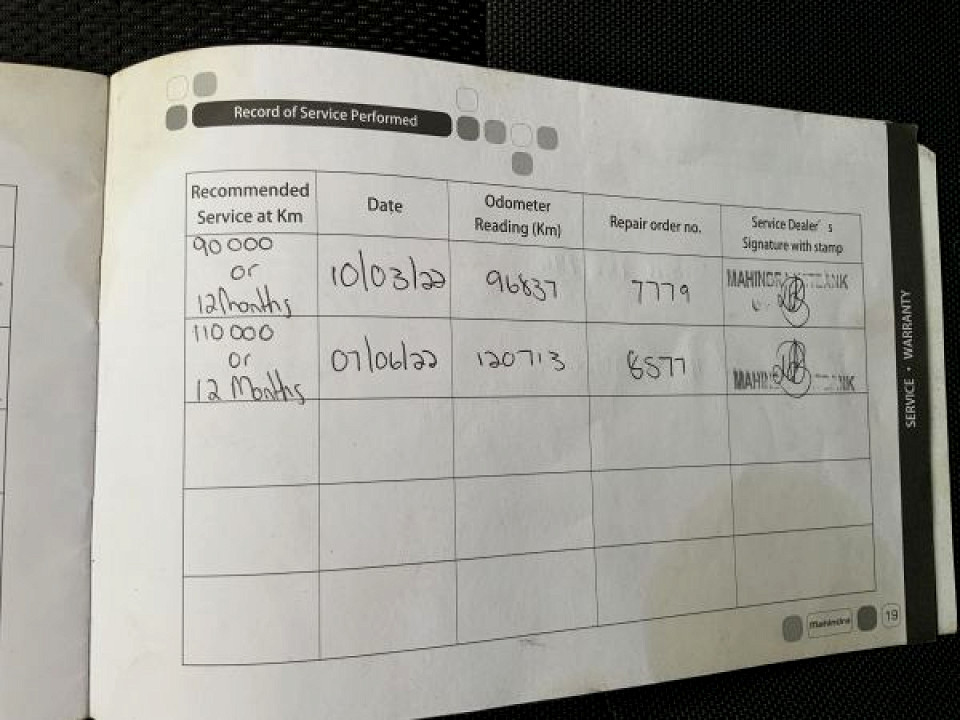 Record of Service Performed
Recommended Service at Km
Date
Odometer Reading (Km)
Repair order no.
Service Dealer´s Signature with stamp
90 000 or 12 Months
10/03/22
96837
7779
MAHINDRA
110 000 or 12 Months
07/06/22
120713
8577
SERVICE • WARRANTY
Mahindra
19